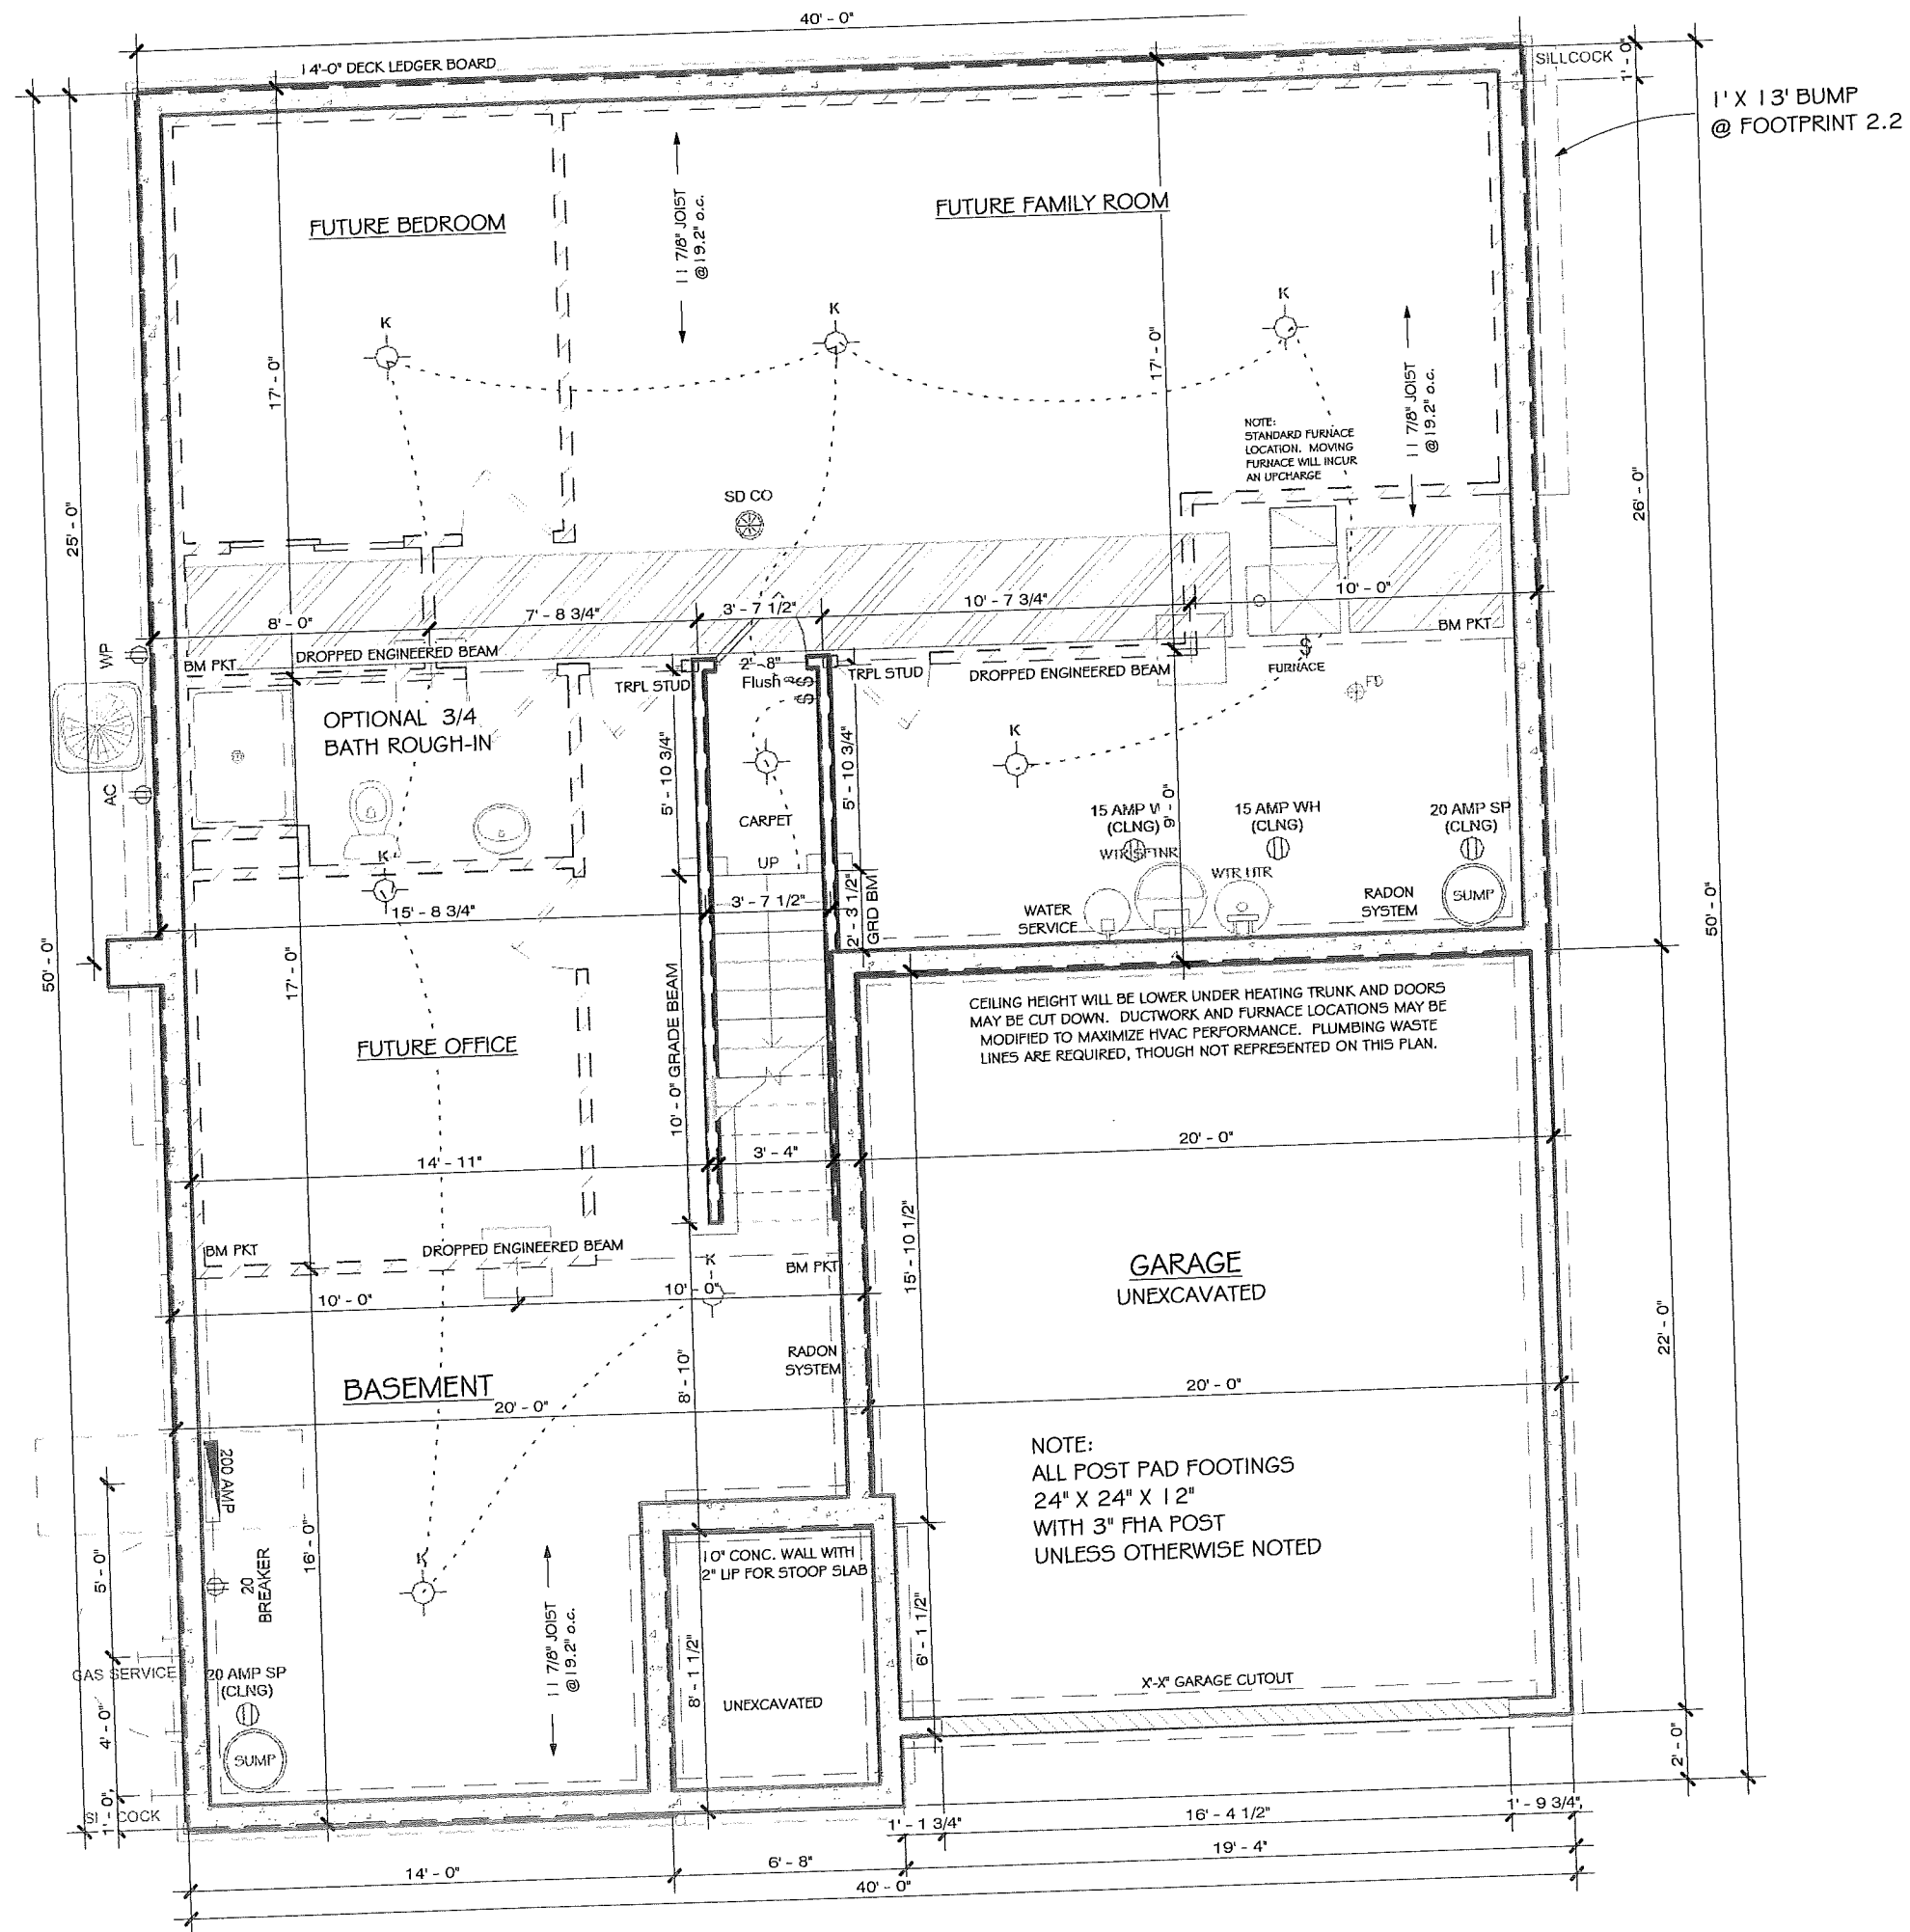 40' - 0"
14'-0" DECK LEDGER BOARD
SILLCOCK
1' - 0"
1' X 13' BUMP
@ FOOTPRINT 2.2
FUTURE BEDROOM
11 7/8" JOIST
@19.2" o.c.
FUTURE FAMILY ROOM
K
K
K
17' - 0"
17' - 0"
11 7/8" JOIST
@19.2" o.c.
NOTE:
STANDARD FURNACE
LOCATION. MOVING
FURNACE WILL INCUR
AN UPCHARGE
25' - 0"
26' - 0"
SD CO
8' - 0"
7' - 8 3/4"
3' - 7 1/2"
10' - 7 3/4"
10' - 0"
WP
BM PKT
DROPPED ENGINEERED BEAM
TRPL STUD
2' - 8"
Flush
$$
TRPL STUD
DROPPED ENGINEERED BEAM
BM PKT
$
FURNACE
FD
OPTIONAL 3/4
BATH ROUGH-IN
AC
5' - 10 3/4"
5' - 10 3/4"
K
CARPET
UP
15 AMP W
(CLNG)
9' - 0"
15 AMP WH
(CLNG)
20 AMP SP
(CLNG)
WTR SFTNR
WTR HTR
K
15' - 8 3/4"
3' - 7 1/2"
2' - 3 1/2"
GRD BM
WATER
SERVICE
RADON
SYSTEM
SUMP
50' - 0"
50' - 0"
17' - 0"
10' - 0" GRADE BEAM
CEILING HEIGHT WILL BE LOWER UNDER HEATING TRUNK AND DOORS
MAY BE CUT DOWN. DUCTWORK AND FURNACE LOCATIONS MAY BE
MODIFIED TO MAXIMIZE HVAC PERFORMANCE. PLUMBING WASTE
LINES ARE REQUIRED, THOUGH NOT REPRESENTED ON THIS PLAN.
FUTURE OFFICE
14' - 11"
3' - 4"
20' - 0"
BM PKT
DROPPED ENGINEERED BEAM
K
BM PKT
15' - 10 1/2"
GARAGE
UNEXCAVATED
10' - 0"
10' - 0"
22' - 0"
8' - 10"
RADON
SYSTEM
BASEMENT
20' - 0"
20' - 0"
200 AMP
NOTE:
ALL POST PAD FOOTINGS
24" X 24" X 12"
WITH 3" FHA POST
UNLESS OTHERWISE NOTED
5' - 0"
20
BREAKER
16' - 0"
K
11 7/8" JOIST
@19.2" o.c.
10" CONC. WALL WITH
2" LIP FOR STOOP SLAB
6' - 1 1/2"
8' - 1 1/2"
UNEXCAVATED
GAS SERVICE
20 AMP SP
(CLNG)
X'-X" GARAGE CUTOUT
4' - 0"
SUMP
2' - 0"
1' - 0"
1' - 1 3/4"
16' - 4 1/2"
1' - 9 3/4"
14' - 0"
6' - 8"
19' - 4"
40' - 0"